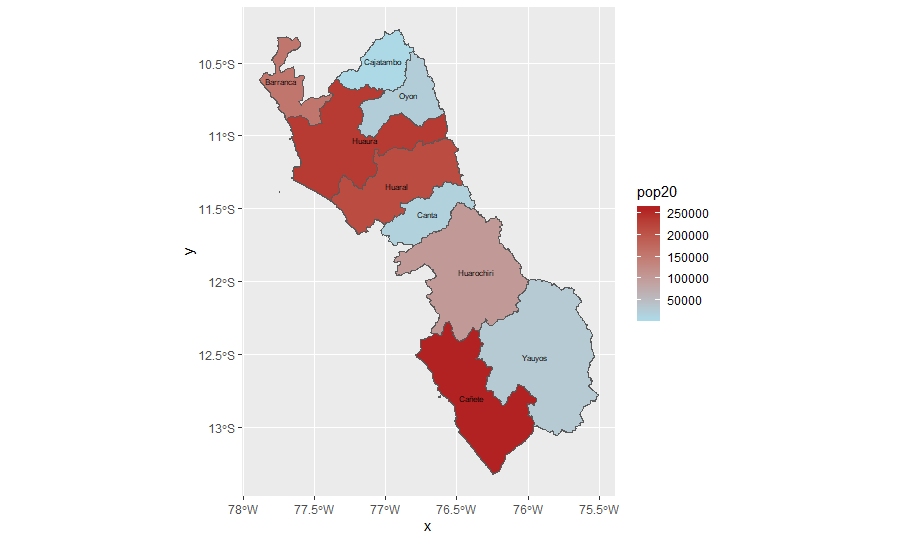 10.5°S
11°S
11.5°S
12°S
12.5°S
13°S
y
Cajatambo
Barranca
Oyon
Huaura
Huaral
Canta
Huarochiri
Yauyos
Cañete
78°W
77.5°W
77°W
76.5°W
76°W
75.5°W
x
pop20
250000
200000
150000
100000
50000